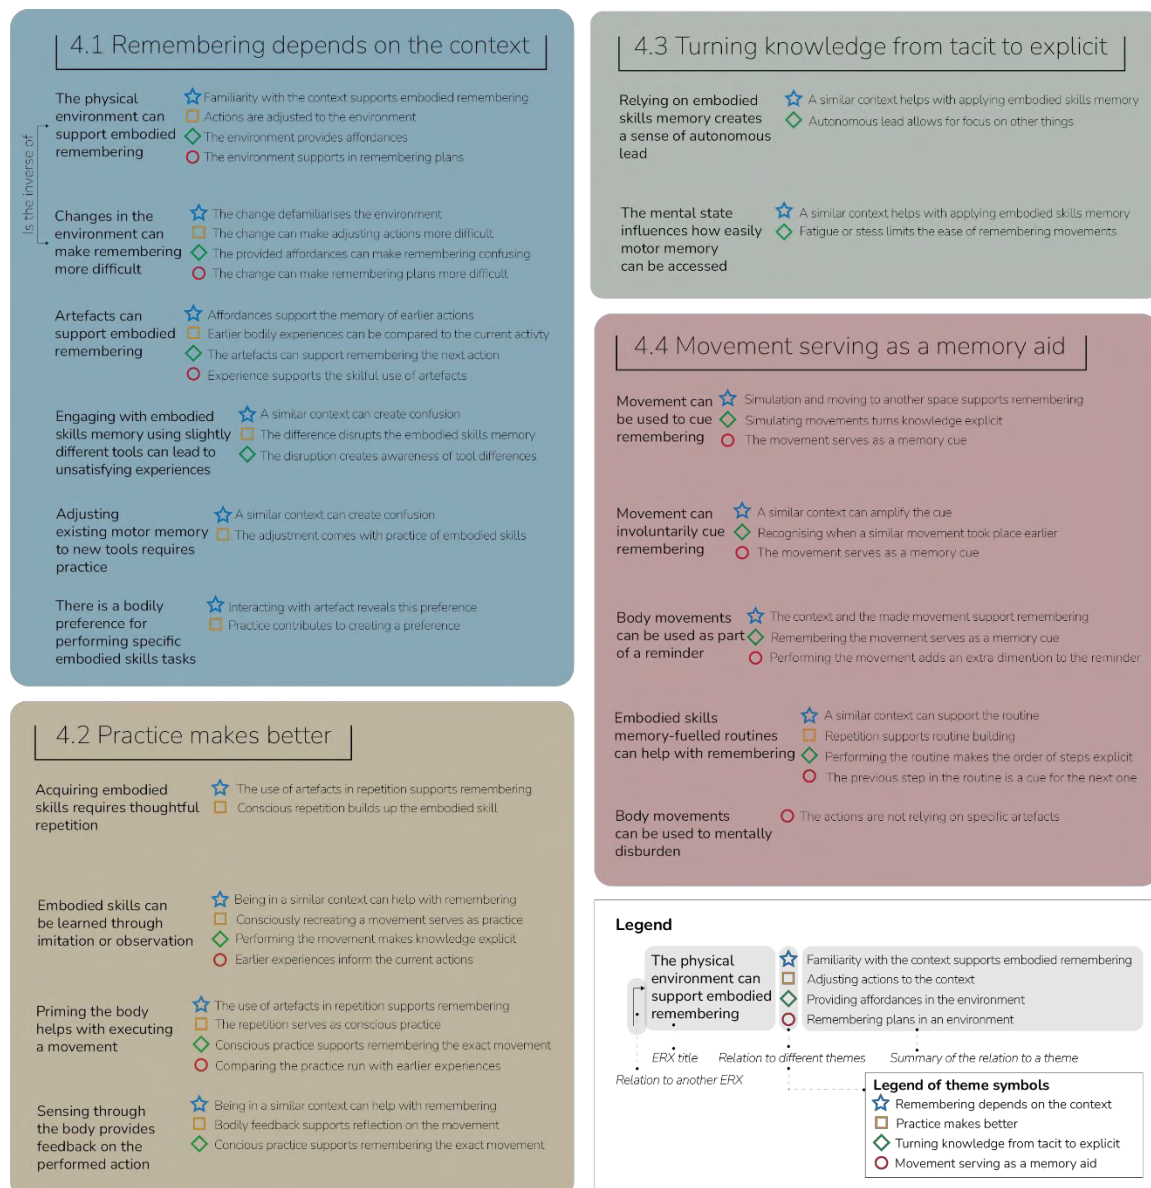 4.1 Remembering depends on the context
Is the inverse of
The physical
environment can
support embodied
remembering
Familiarity with the context supports embodied remembering
Actions are adjusted to the environment
The environment provides affordances
The environment supports in remembering plans
Changes in the
environment can
make remembering
more difficult
The change defamiliarises the environment
The change can make adjusting actions more difficult
The provided affordances can make remembering confusing
The change can make remembering plans more difficult
Artefacts can
support embodied
remembering
Affordances support the memory of earlier actions
Earlier bodily experiences can be compared to the current activty
The artefacts can support remembering the next action
Experience supports the skilful use of artefacts
Engaging with embodied
skills memory using slightly
different tools can lead to
unsatisfying experiences
A similar context can create confusion
The difference disrupts the embodied skills memory
The disruption creates awareness of tool differences
Adjusting
existing motor memory
to new tools requires
practice
A similar context can create confusion
The adjustment comes with practice of embodied skills
There is a bodily
preference for
performing specific
embodied skills tasks
Interacting with artefact reveals this preference
Practice contributes to creating a preference
4.2 Practice makes better
Acquiring embodied
skills requires thoughtful
repetition
The use of artefacts in repetition supports remembering
Conscious repetition builds up the embodied skill
Embodied skills can
be learned through
imitation or observation
Being in a similar context can help with remembering
Consciously recreating a movement serves as practice
Performing the movement makes knowledge explicit
Earlier experiences inform the current actions
Priming the body
helps with executing
a movement
The use of artefacts in repetition supports remembering
The repetition serves as conscious practice
Conscious practice supports remembering the exact movement
Comparing the practice run with earlier experiences
Sensing through
the body provides
feedback on the
performed action
Being in a similar context can help with remembering
Bodily feedback supports reflection on the movement
Concious practice supports remembering the exact movement
4.3 Turning knowledge from tacit to explicit
Relying on embodied
skills memory creates
a sense of autonomous
lead
A similar context helps with applying embodied skills memory
Autonomous lead allows for focus on other things
The mental state
influences how easily
motor memory
can be accessed
A similar context helps with applying embodied skills memory
Fatigue or stess limits the ease of remembering movements
4.4 Movement serving as a memory aid
Movement can
be used to cue
remembering
Simulation and moving to another space supports remembering
Simulating movements turns knowledge explicit
The movement serves as a memory cue
Movement can
involuntarily cue
remembering
A similar context can amplify the cue
Recognising when a similar movement took place earlier
The movement serves as a memory cue
Body movements
can be used as part
of a reminder
The context and the made movement support remembering
Remembering the movement serves as a memory cue
Performing the movement adds an extra dimention to the reminder
Embodied skills
memory-fuelled routines
can help with remembering
A similar context can support the routine
Repetition supports routine building
Performing the routine makes the order of steps explicit
The previous step in the routine is a cue for the next one
Body movements
can be used to mentally
disburden
The actions are not relying on specific artefacts
Legend
The physical
environment can
support embodied
remembering
Familiarity with the context supports embodied remembering
Adjusting actions to the context
Providing affordances in the environment
Remembering plans in an environment
ERX title
Relation to different themes
Summary of the relation to a theme
Relation to another ERX
Legend of theme symbols
Remembering depends on the context
Practice makes better
Turning knowledge from tacit to explicit
Movement serving as a memory aid